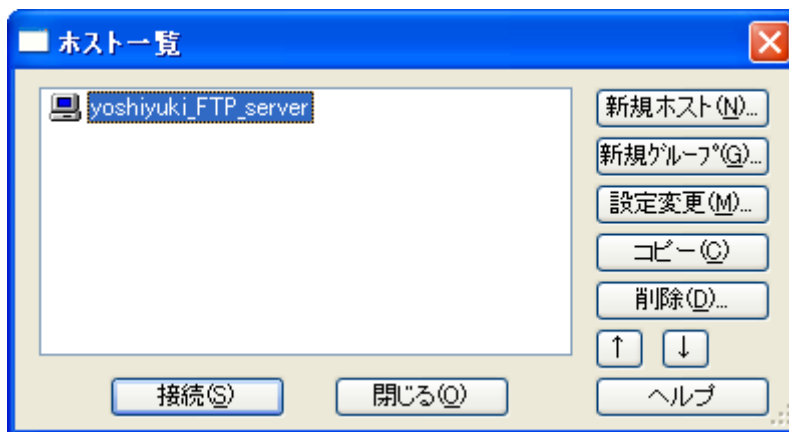 ホスト一覧
yoshiyuki_FTP_server
新規ホスト(N)...
新規グループ(G)...
設定変更(M)...
コピー(C)
削除(D)...
↑ ↓
接続(S) 閉じる(O) ヘルプ